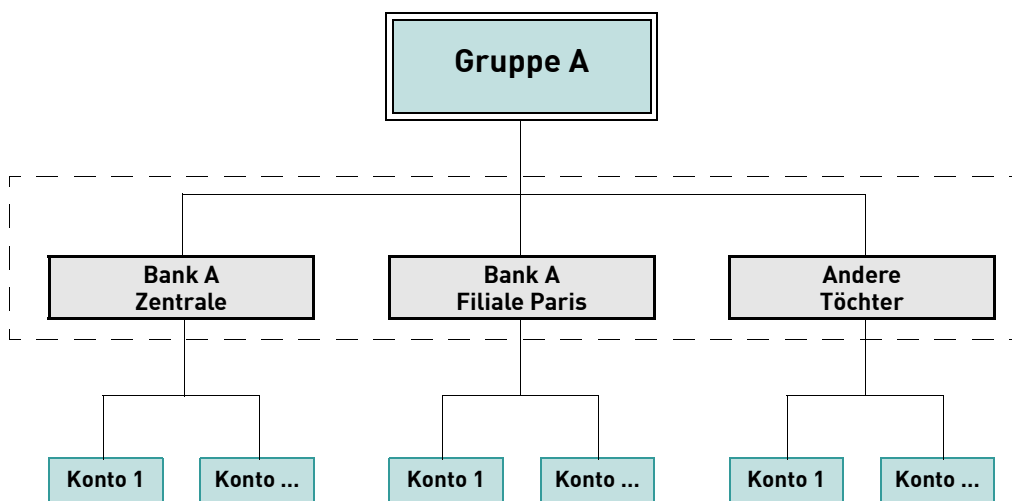 Gruppe A
Bank A
Zentrale
Bank A
Filiale Paris
Andere
Töchter
Konto 1
Konto ...
Konto 1
Konto ...
Konto 1
Konto ...